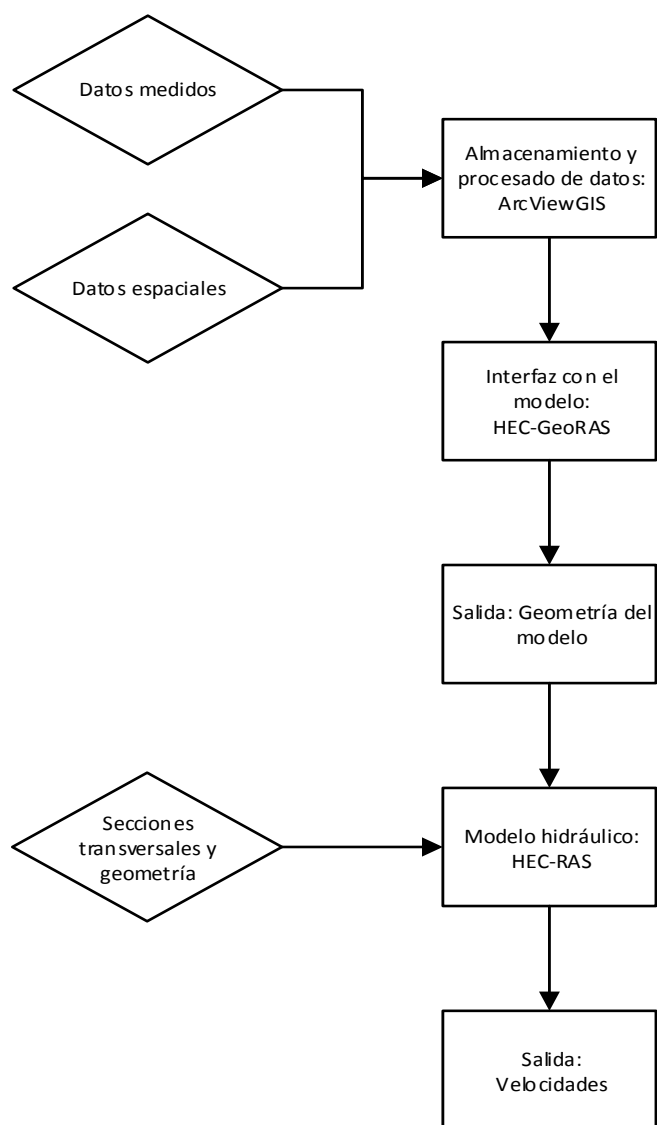 Datos medidos
Almacenamiento y
procesado de datos:
ArcViewGIS
Datos espaciales
Interfaz con el
modelo:
HEC-GeoRAS
Salida: Geometría del
modelo
Secciones
transversales y
geometría
Modelo hidráulico:
HEC-RAS
Salida:
Velocidades